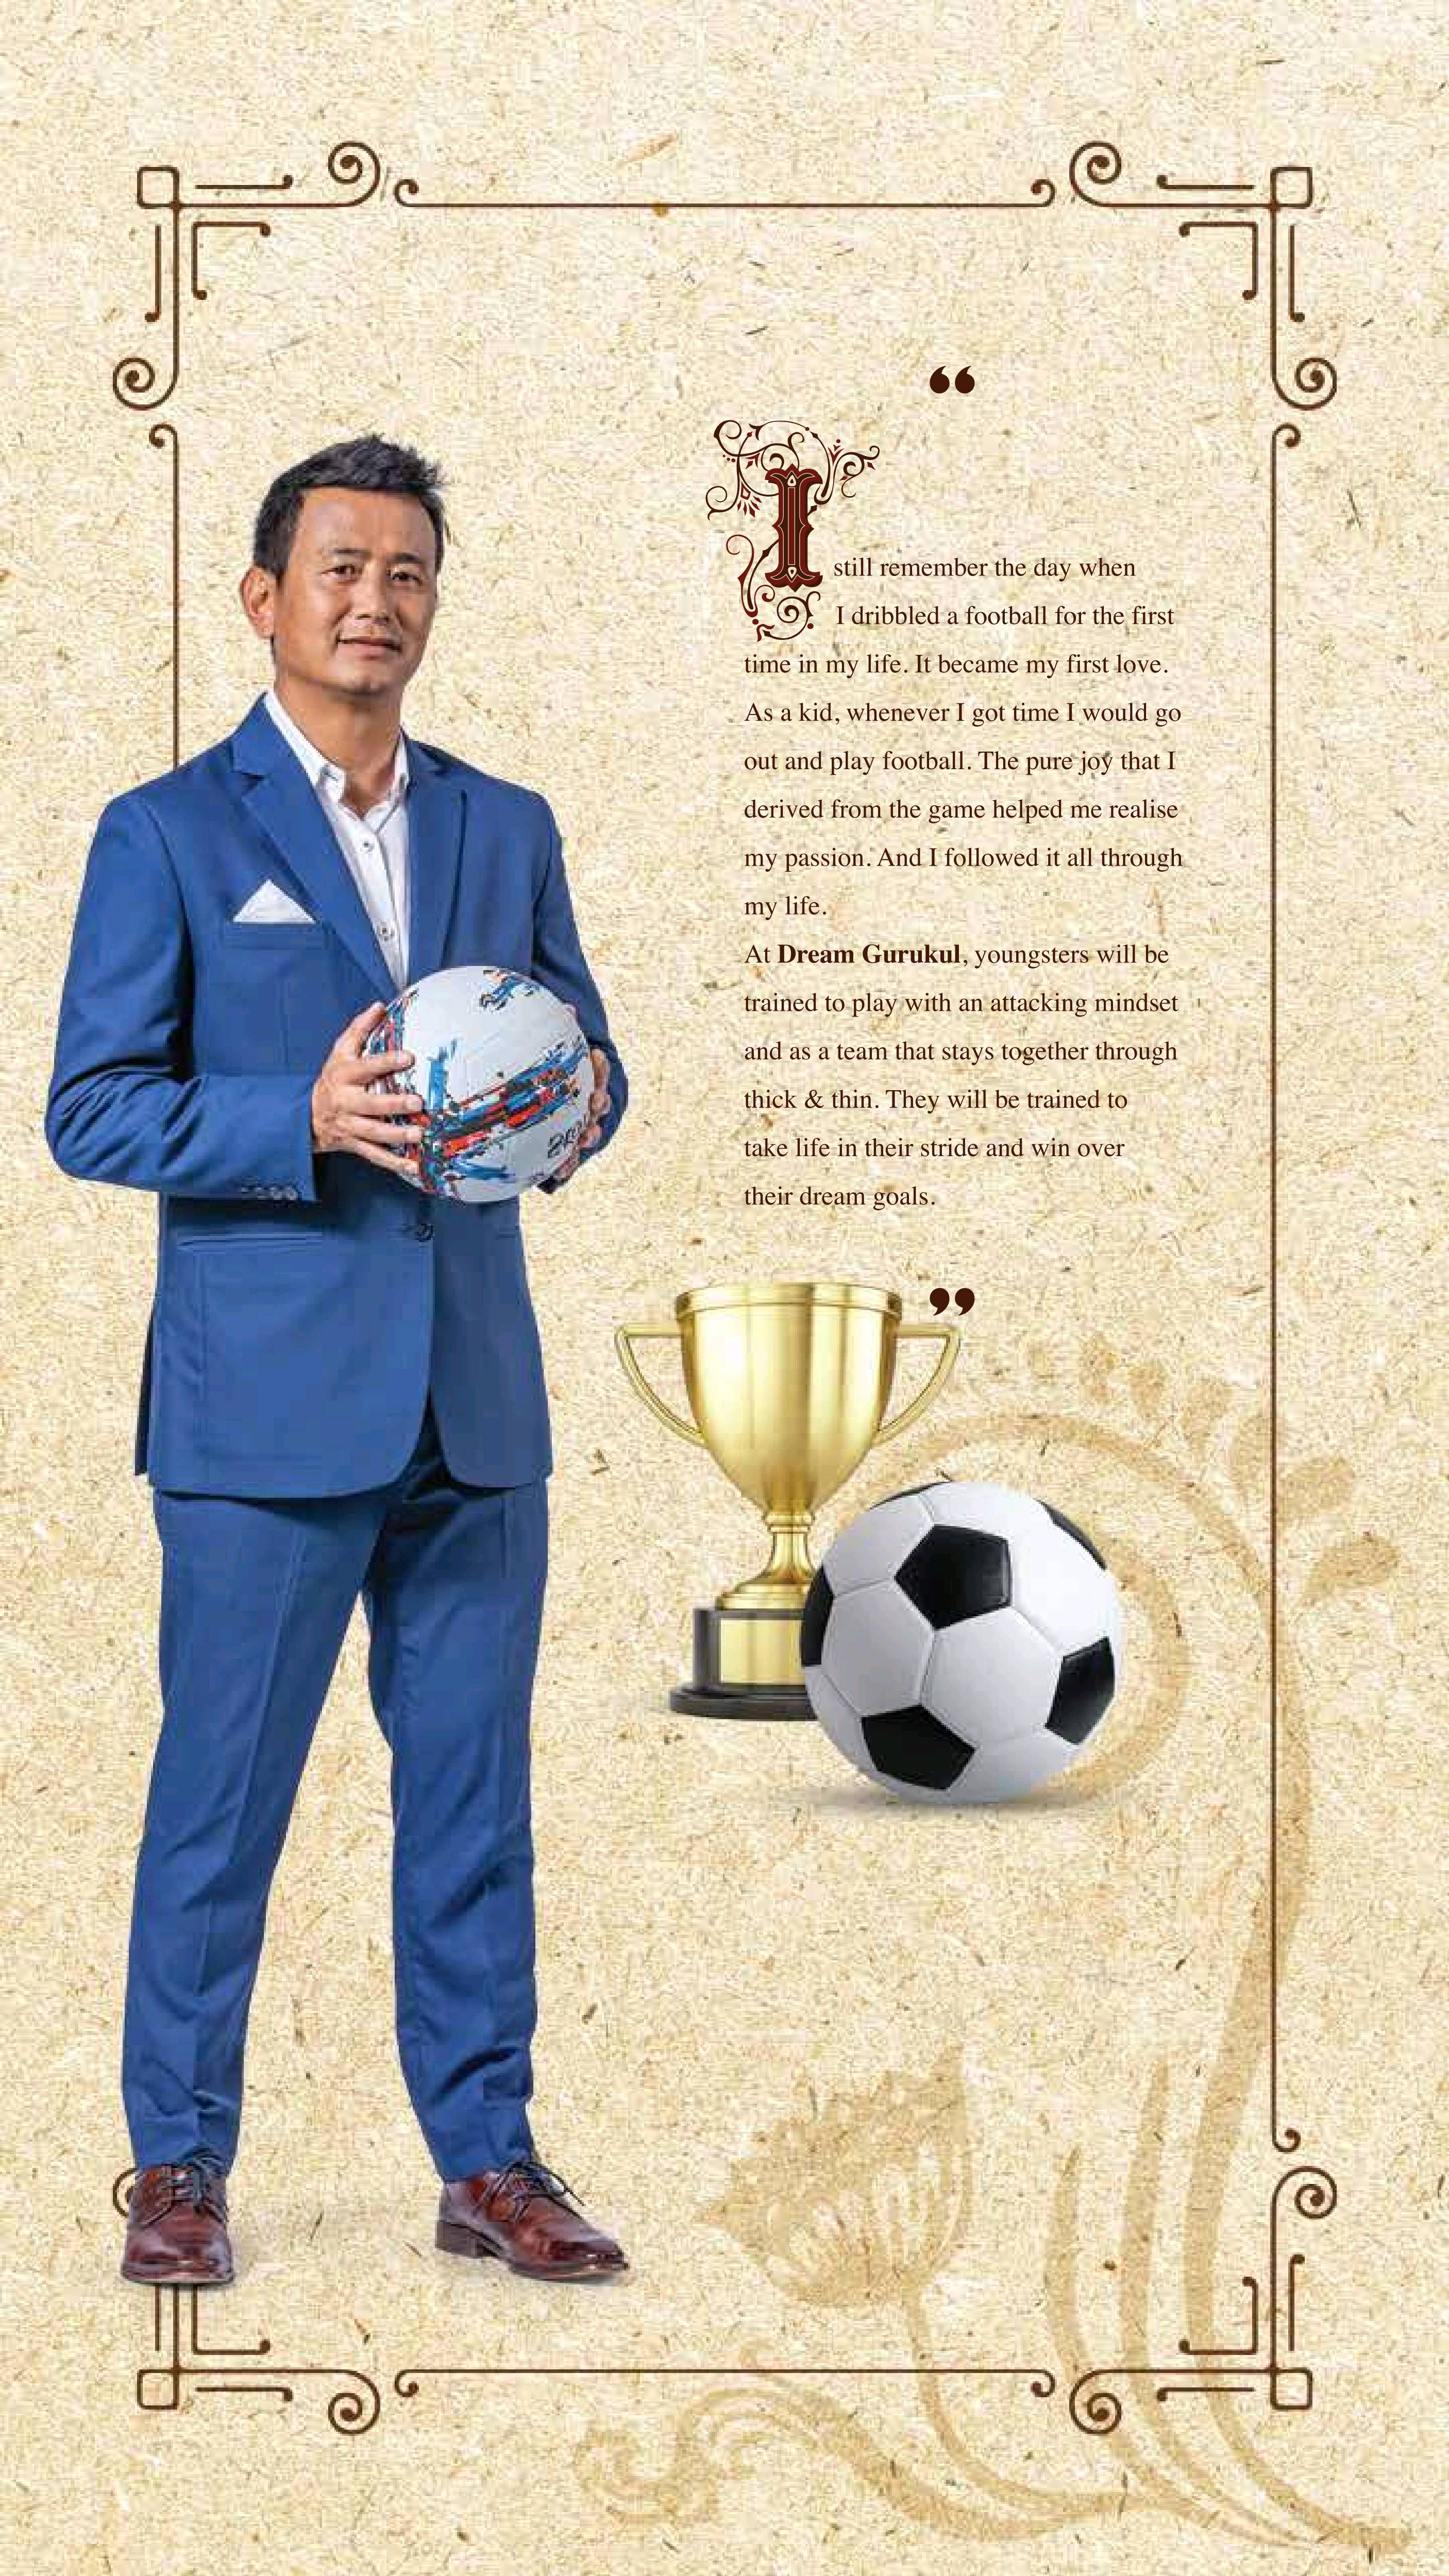 “
I still remember the day when
I dribbled a football for the first
time in my life. It became my first love.
As a kid, whenever I got time I would go
out and play football. The pure joy that I
derived from the game helped me realise
my passion. And I followed it all through
my life.
At Dream Gurukul, youngsters will be
trained to play with an attacking mindset
and as a team that stays together through
thick & thin. They will be trained to
take life in their stride and win over
their dream goals.
”